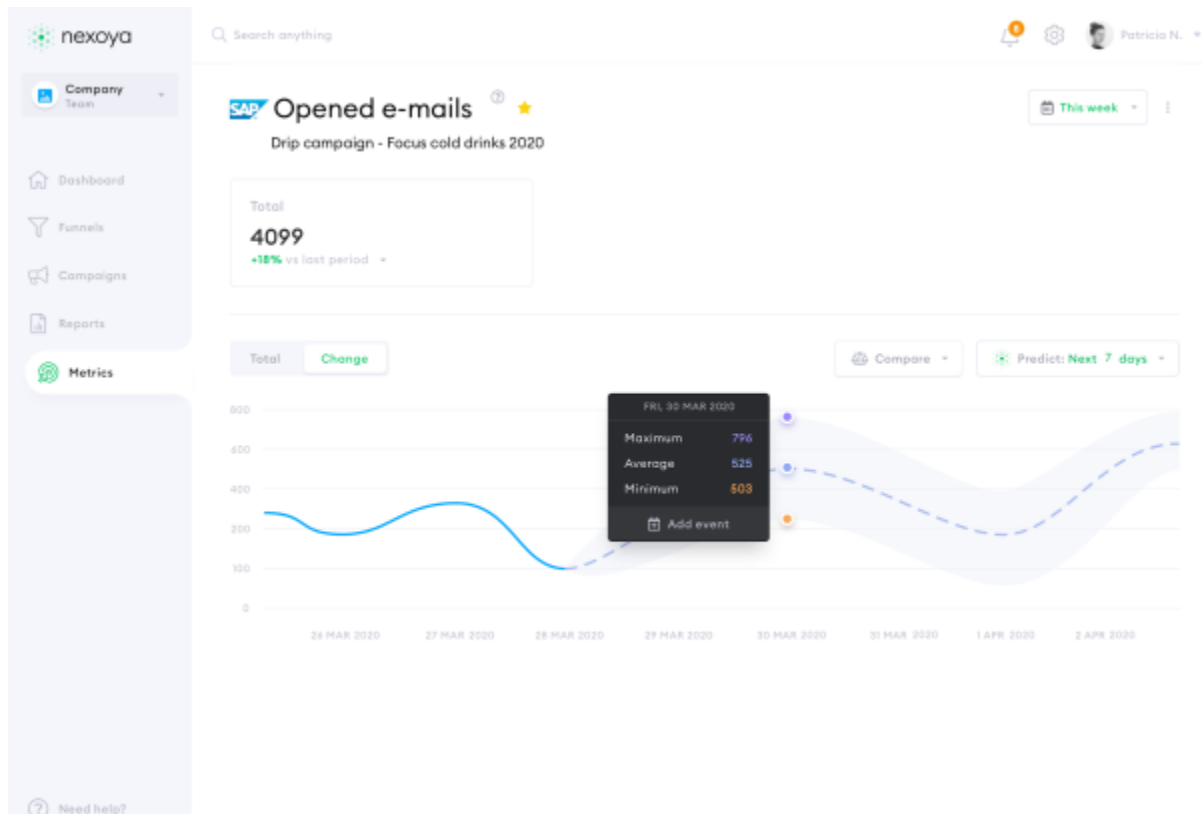 nexoya
Search anything
Patricia N.
Company
Team
SAP Opened e-mails
This week
Drip campaign - Focus cold drinks 2020
Dashboard
Total
Funnels
4099
+18% vs last period
Campaigns
Reports
Metrics
Total Change
Compare
Predict: Next 7 days
800
600
400
200
100
0
FRI, 30 MAR 2020
Maximum 796
Average 525
Minimum 503
Add event
26 MAR 2020 27 MAR 2020 28 MAR 2020 29 MAR 2020 30 MAR 2020 31 MAR 2020 1 APR 2020 2 APR 2020
Need help?